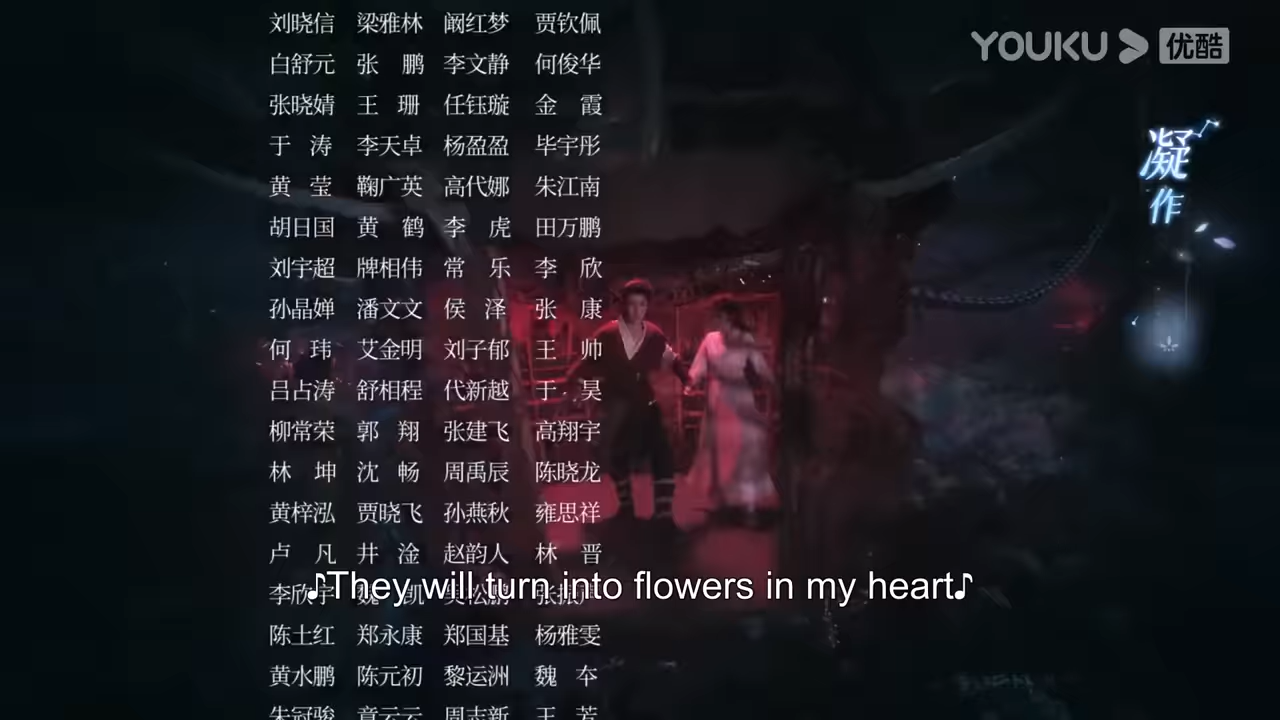 刘晓信 梁雅林 阚红梦 贾钦佩
YOUKU 优酷
白舒元 张 鹏 李文静 何俊华
张晓婧 王 珊 任钰璇 金 霞
于 涛 李天卓 杨盈盈 毕宇彤
凝
作
黄 莹 鞠广英 高代娜 朱江南
胡日国 黄 鹤 李 虎 田万鹏
刘宇超 牌相伟 常 乐 李 欣
孙晶婵 潘文文 侯 泽 张 康
何 玮 艾金明 刘子郁 王 帅
吕占涛 舒相程 代新越 于 昊
柳常荣 郭 翔 张建飞 高翔宇
林 坤 沈 畅 周禹辰 陈晓龙
黄梓泓 贾晓飞 孙燕秋 雍思祥
卢 凡 井 淦 赵韵人 林 晋
♪They will turn into flowers in my heart♪
陈土红 郑永康 郑国基 杨雅雯
黄水鹏 陈元初 黎运洲 魏 夲